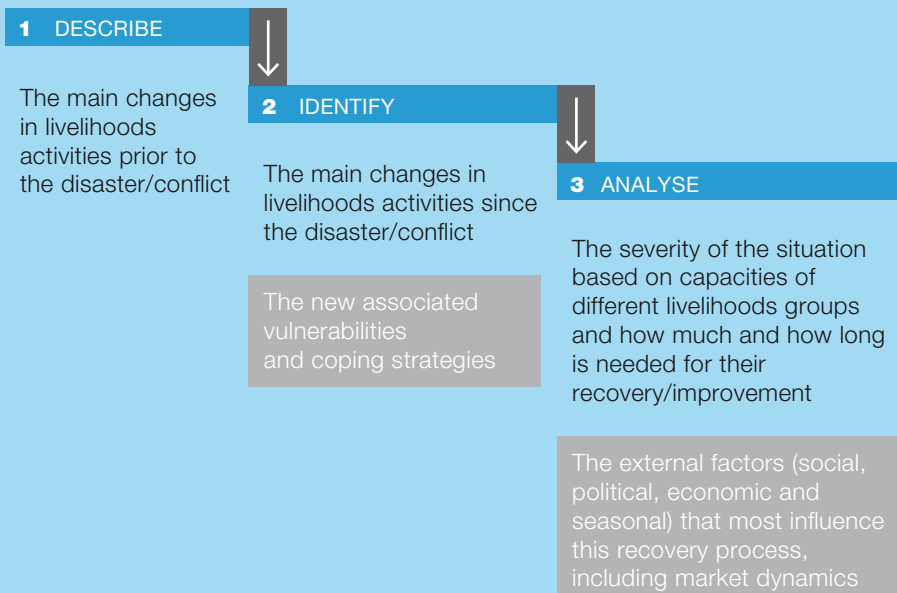 1 DESCRIBE
The main changes
in livelihoods
activities prior to
the disaster/conflict
2 IDENTIFY
The main changes in
livelihoods activities since
the disaster/conflict
The new associated
vulnerabilities
and coping strategies
3 ANALYSE
The severity of the situation
based on capacities of
different livelihoods groups
and how much and how long
is needed for their
recovery/improvement
The external factors (social,
political, economic and
seasonal) that most influence
this recovery process,
including market dynamics